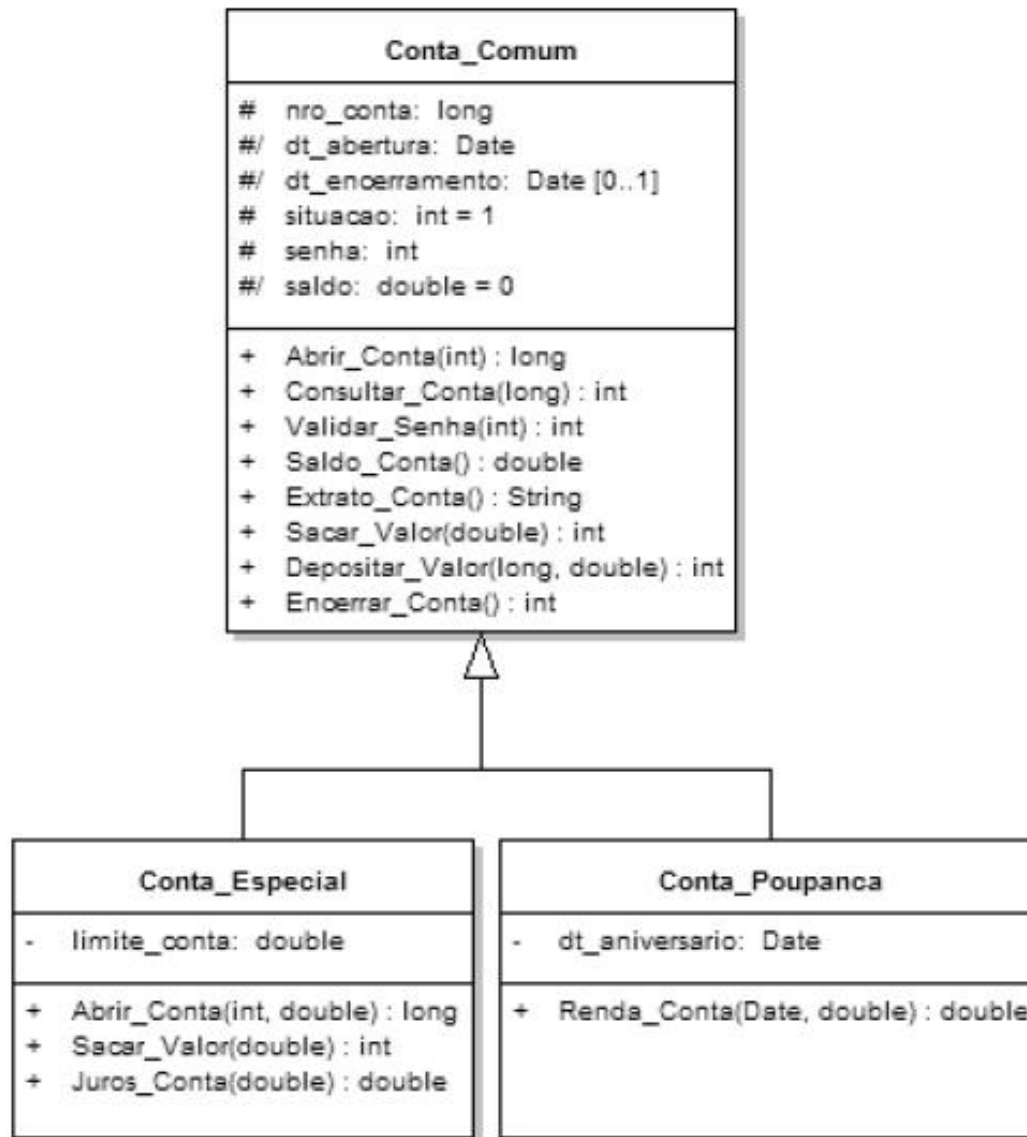 Conta_Comum
# nro_conta: long
#/ dt_abertura: Date
#/ dt_encerramento: Date [0..1]
# situacao: int = 1
# senha: int
#/ saldo: double = 0
+ Abrir_Conta(int) : long
+ Consultar_Conta(long) : int
+ Validar_Senha(int) : int
+ Saldo_Conta() : double
+ Extrato_Conta() : String
+ Sacar_Valor(double) : int
+ Depositar_Valor(long, double) : int
+ Encerrar_Conta() : int
Conta_Especial
- limite_conta: double
+ Abrir_Conta(int, double) : long
+ Sacar_Valor(double) : int
+ Juros_Conta(double) : double
Conta_Poupanca
- dt_aniversario: Date
+ Renda_Conta(Date, double) : double